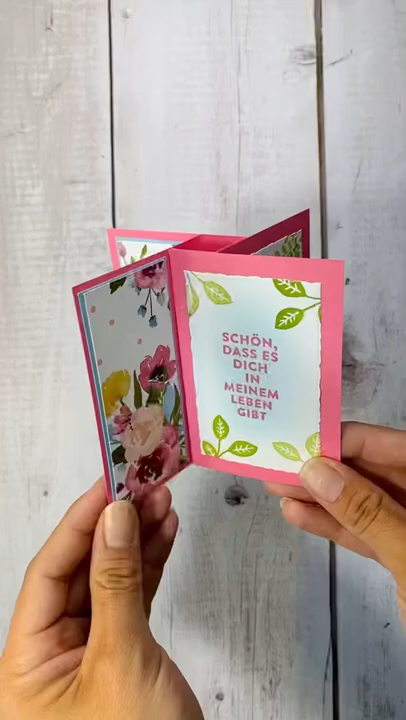 SCHÖN,
DASS ES
DICH
IN
MEINEM
LEBEN
GIBT